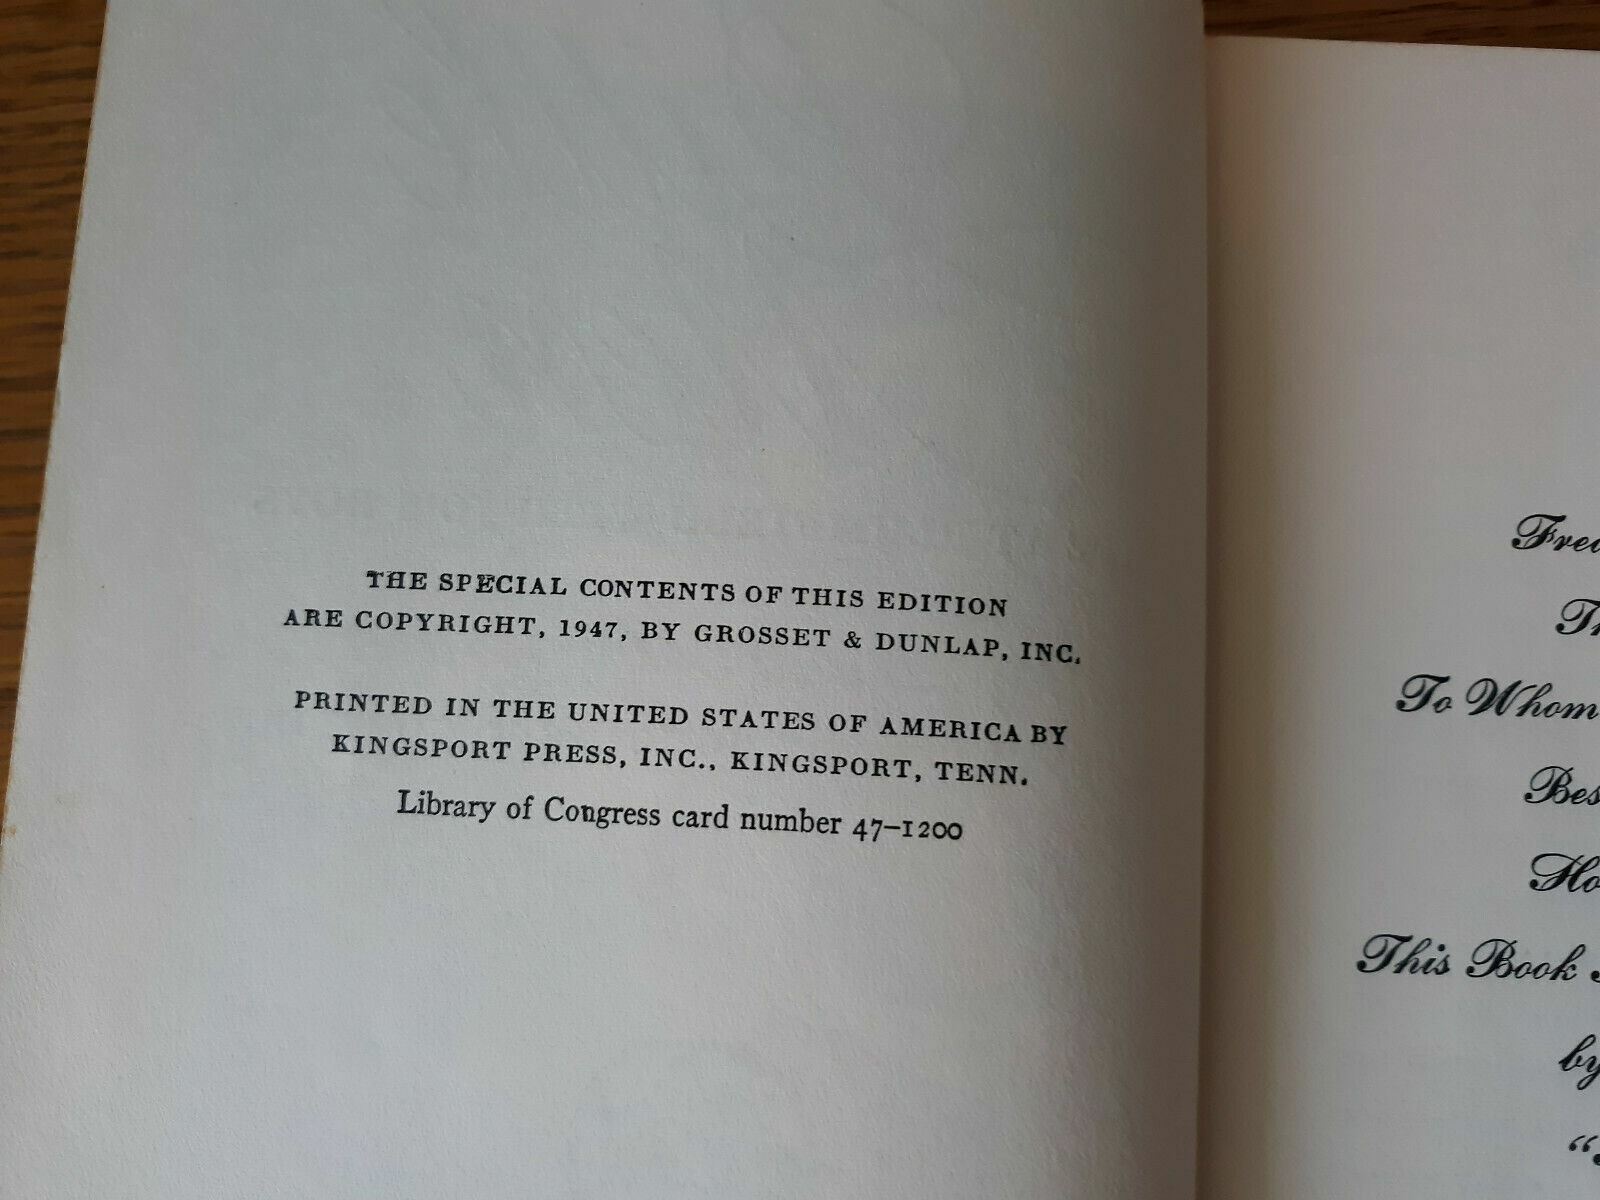 THE SPECIAL CONTENTS OF THIS EDITION
ARE COPYRIGHT, 1947, BY GROSSET & DUNLAP, INC.
PRINTED IN THE UNITED STATES OF AMERICA BY
KINGSPORT PRESS, INC., KINGSPORT, TENN.
Library of Congress card number 47-1200
To Whom
This Book
by